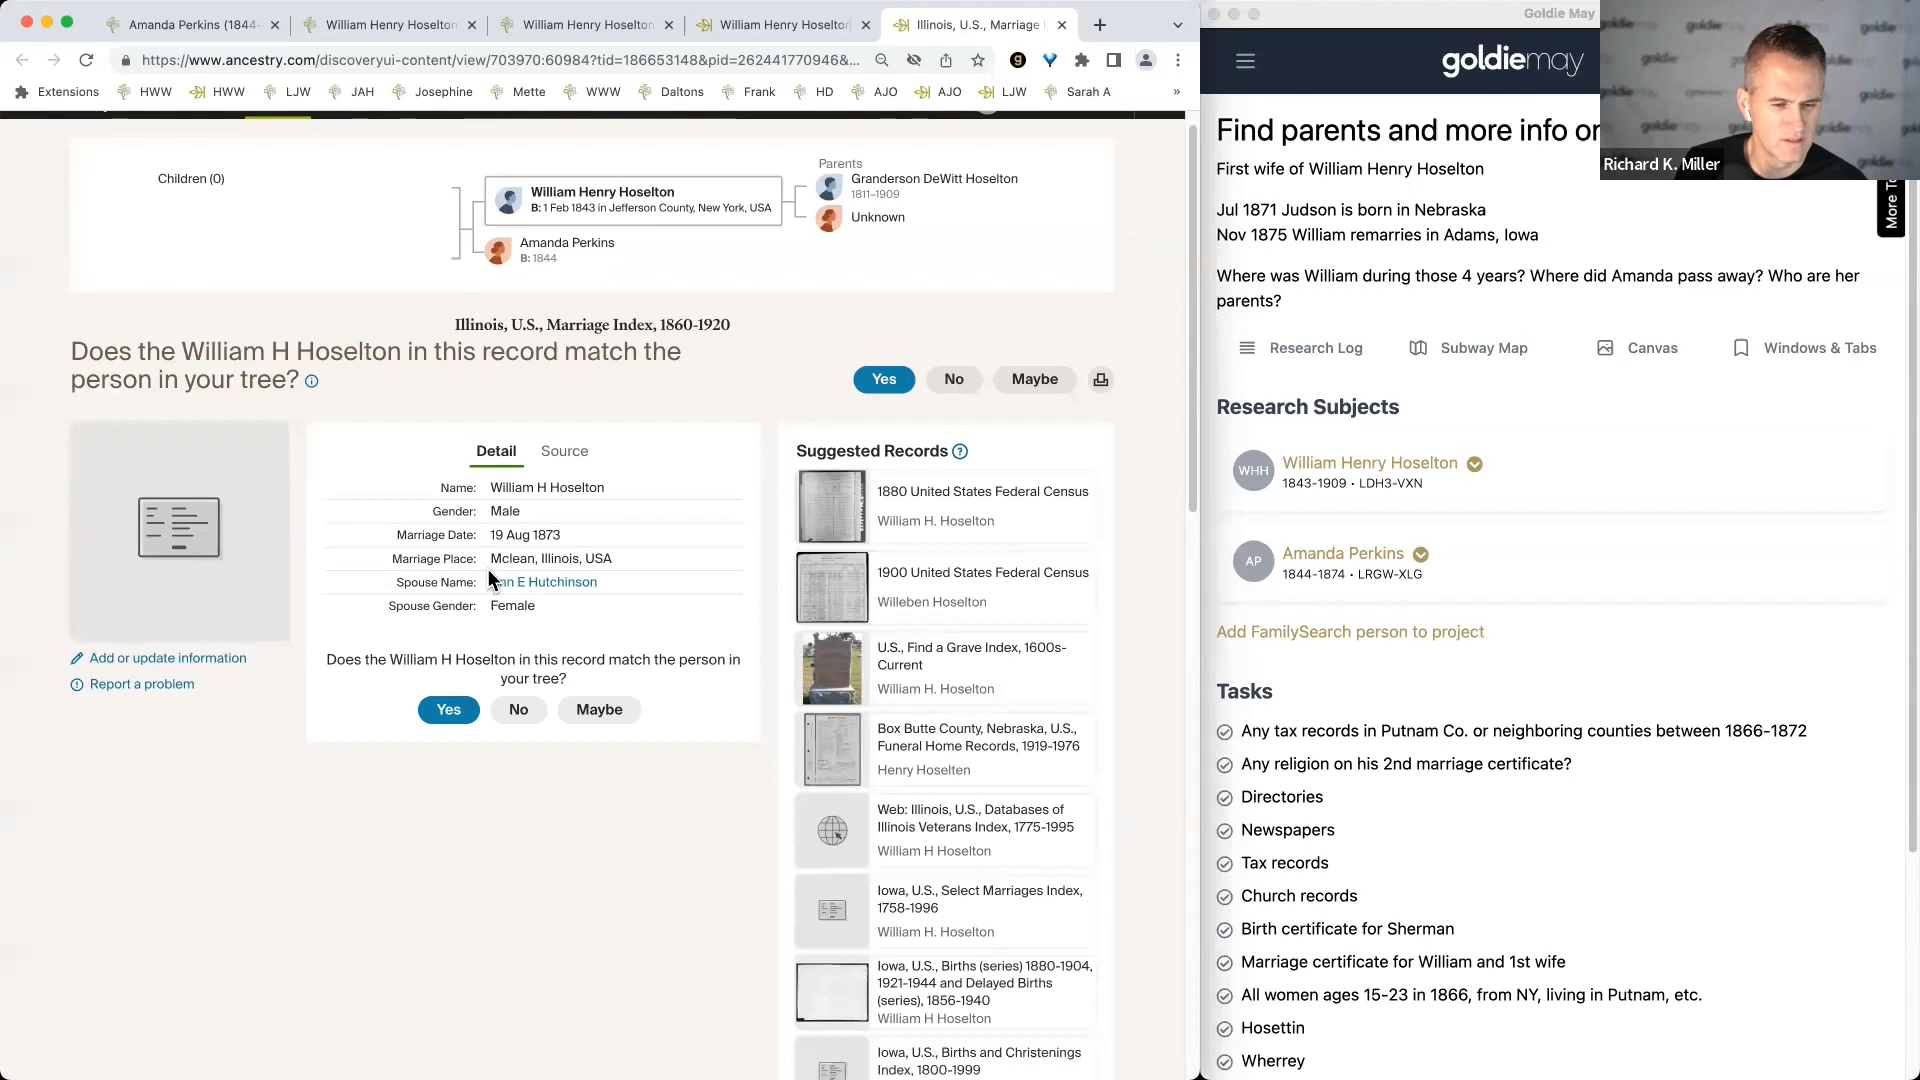 Amanda Perkins (1844-
William Henry Hoselton
William Henry Hoselton
William Henry Hoselton
Illinois, U.S., Marriage
Goldie May
https://www.ancestry.com/discoveryui-content/view/703970:60984?tid=186653148&pid=262441770946&...
Extensions
HWW
HWW
LJW
JAH
Josephine
Mette
WWW
Daltons
Frank
HD
AJO
AJO
LJW
Sarah A
»
Children (0)
William Henry Hoselton
B: 1 Feb 1843 in Jefferson County, New York, USA
Amanda Perkins
B: 1844
Parents
Granderson DeWitt Hoselton
1811–1909
Unknown
Illinois, U.S., Marriage Index, 1860-1920
Does the William H Hoselton in this record match the
person in your tree?
Yes
No
Maybe
Detail
Source
Name: William H Hoselton
Gender: Male
Marriage Date: 19 Aug 1873
Marriage Place: Mclean, Illinois, USA
Spouse Name: E Hutchinson
Spouse Gender: Female
Does the William H Hoselton in this record match the person in
your tree?
Yes
No
Maybe
Add or update information
Report a problem
Suggested Records
1880 United States Federal Census
William H. Hoselton
1900 United States Federal Census
Willeben Hoselton
U.S., Find a Grave Index, 1600s-
Current
William H. Hoselton
Box Butte County, Nebraska, U.S.,
Funeral Home Records, 1919-1976
Henry Hoselten
Web: Illinois, U.S., Databases of
Illinois Veterans Index, 1775-1995
William H Hoselton
Iowa, U.S., Select Marriages Index,
1758-1996
William H. Hoselton
Iowa, U.S., Births (series) 1880-1904,
1921-1944 and Delayed Births
(series), 1856-1940
William H Hoselton
Iowa, U.S., Births and Christenings
Index, 1800-1999
goldiemay
Richard K. Miller
More
Find parents and more info
First wife of William Henry Hoselton
Jul 1871 Judson is born in Nebraska
Nov 1875 William remarries in Adams, Iowa
Where was William during those 4 years? Where did Amanda pass away? Who are her
parents?
Research Log
Subway Map
Canvas
Windows & Tabs
Research Subjects
WHH
William Henry Hoselton
1843-1909 • LDH3-VXN
AP
Amanda Perkins
1844-1874 • LRGW-XLG
Add FamilySearch person to project
Tasks
Any tax records in Putnam Co. or neighboring counties between 1866-1872
Any religion on his 2nd marriage certificate?
Directories
Newspapers
Tax records
Church records
Birth certificate for Sherman
Marriage certificate for William and 1st wife
All women ages 15-23 in 1866, from NY, living in Putnam, etc.
Hosettin
Wherrey